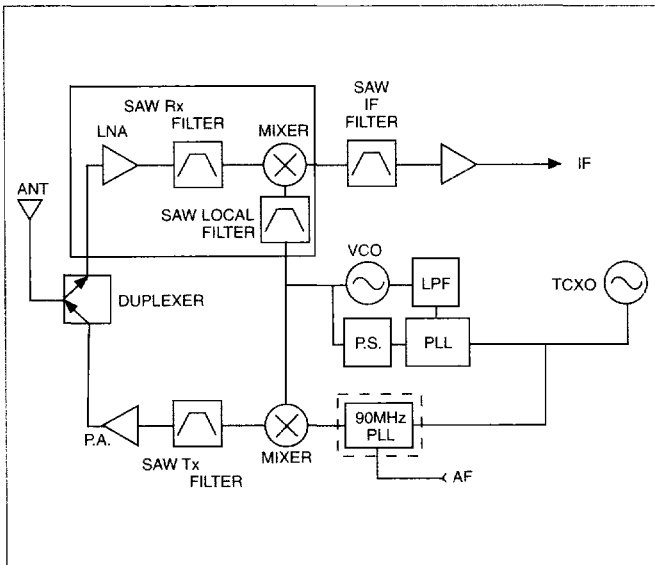 SAW
IF
FILTER
SAW Rx
FILTER
LNA
MIXER
IF
ANT
SAW LOCAL
FILTER
VCO
LPF
TCXO
DUPLEXER
P.S.
PLL
90MHz
PLL
P.A.
SAW Tx
FILTER
MIXER
AF